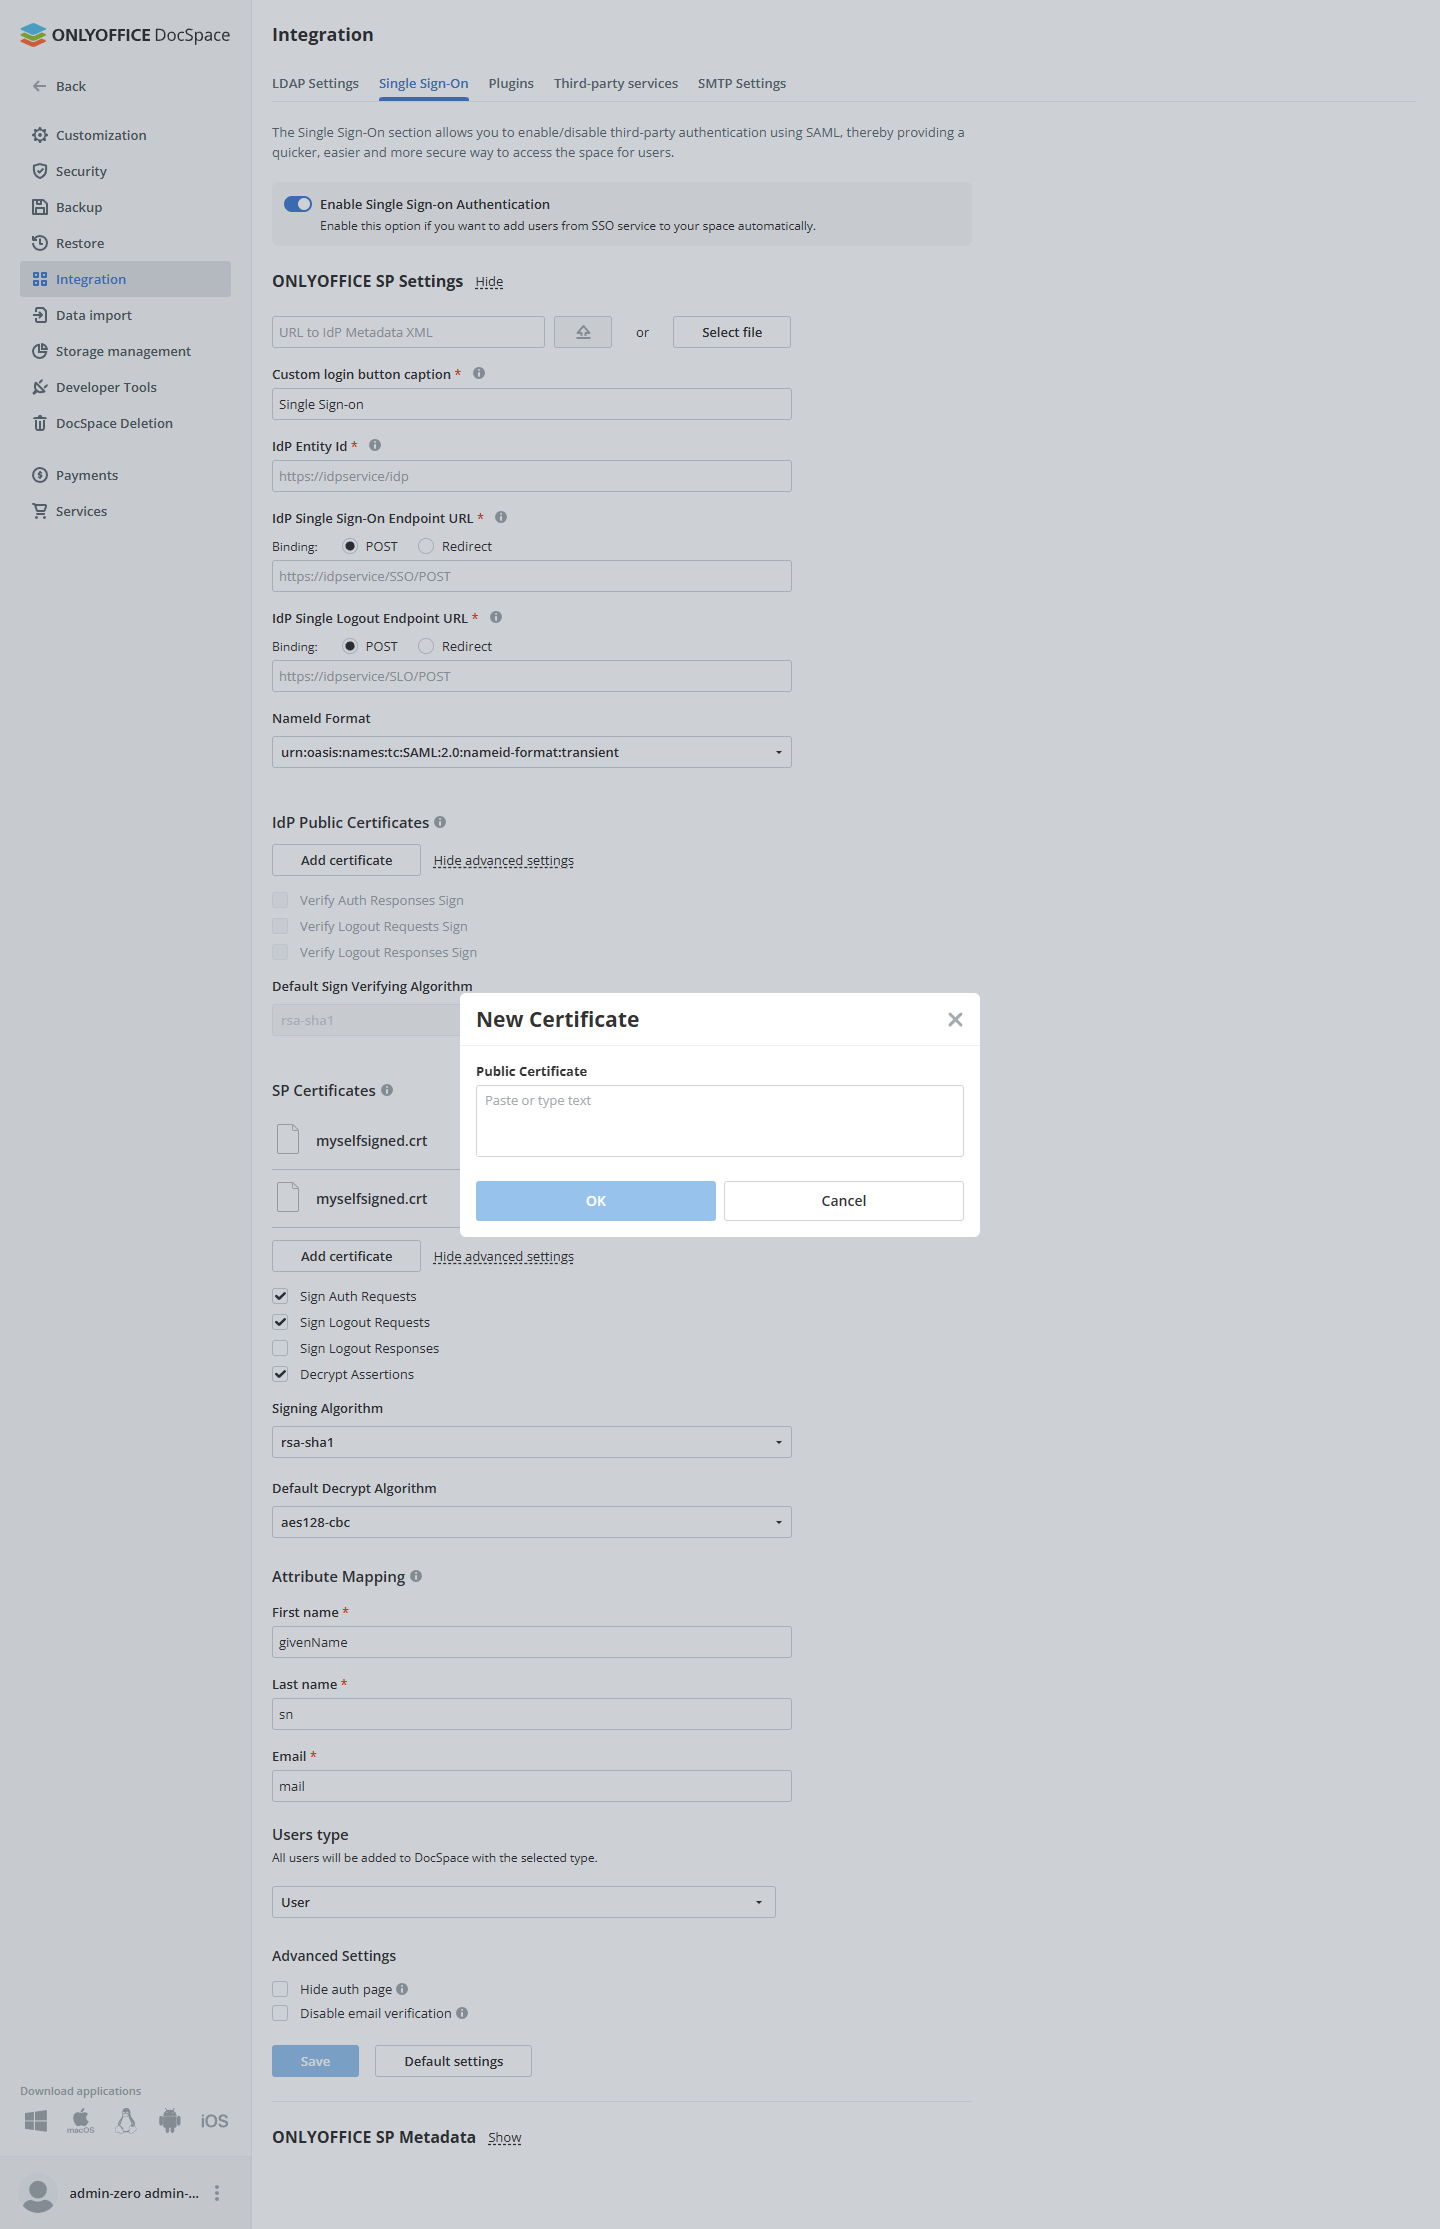 ONLYOFFICE DocSpace
Back
Customization
Security
Backup
Restore
Integration
Data import
Storage management
Developer Tools
DocSpace Deletion
Payments
Services
Download applications
macOS
iOS
admin-zero admin-...
Integration
LDAP Settings Single Sign-On Plugins Third-party services SMTP Settings
The Single Sign-On section allows you to enable/disable third-party authentication using SAML, thereby providing a
quicker, easier and more secure way to access the space for users.
Enable Single Sign-on Authentication
Enable this option if you want to add users from SSO service to your space automatically.
ONLYOFFICE SP Settings Hide
URL to IdP Metadata XML or Select file
Custom login button caption *
Single Sign-on
IdP Entity Id *
https://idpservice/idp
IdP Single Sign-On Endpoint URL *
Binding: POST Redirect
https://idpservice/SSO/POST
IdP Single Logout Endpoint URL *
Binding: POST Redirect
https://idpservice/SLO/POST
NameId Format
urn:oasis:names:tc:SAML:2.0:nameid-format:transient
IdP Public Certificates
Add certificate Hide advanced settings
Verify Auth Responses Sign
Verify Logout Requests Sign
Verify Logout Responses Sign
Default Sign Verifying Algorithm
rsa-sha1
New Certificate
Public Certificate
Paste or type text
OK Cancel
SP Certificates
myselfsigned.crt
myselfsigned.crt
Add certificate Hide advanced settings
Sign Auth Requests
Sign Logout Requests
Sign Logout Responses
Decrypt Assertions
Signing Algorithm
rsa-sha1
Default Decrypt Algorithm
aes128-cbc
Attribute Mapping
First name *
givenName
Last name *
sn
Email *
mail
Users type
All users will be added to DocSpace with the selected type.
User
Advanced Settings
Hide auth page
Disable email verification
Save Default settings
ONLYOFFICE SP Metadata Show